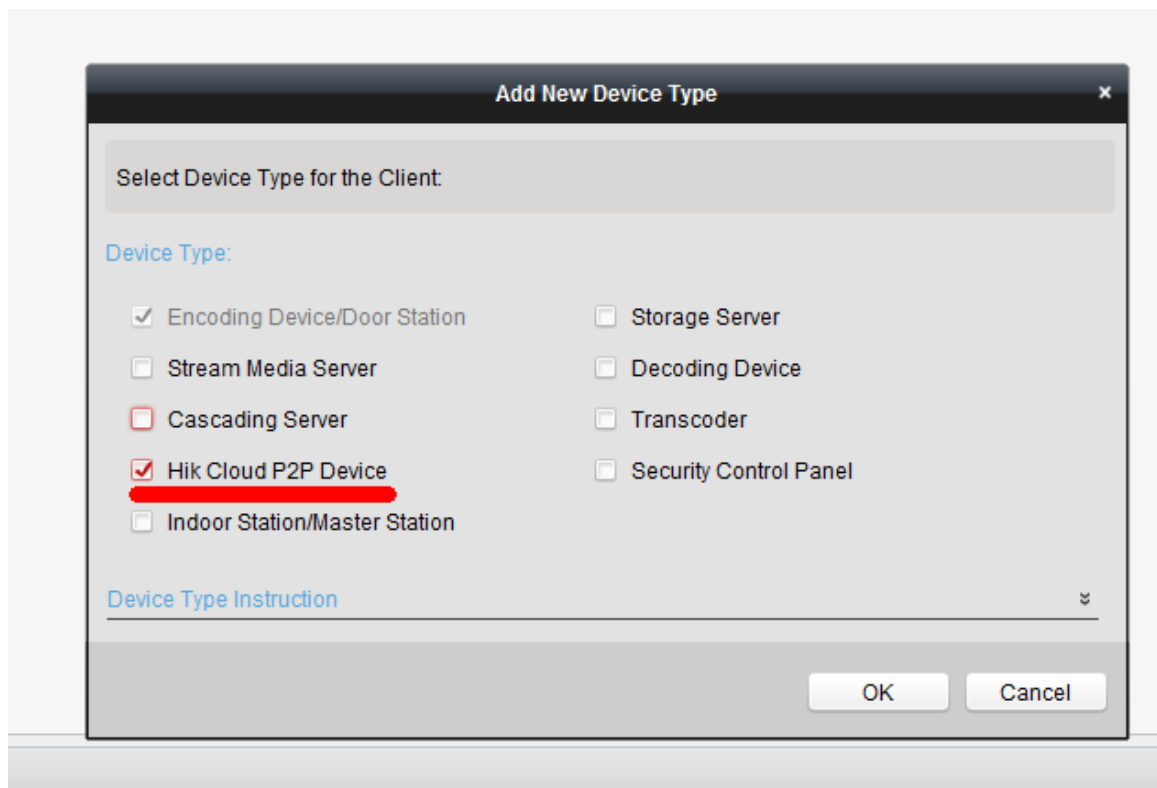 Add New Device Type
Select Device Type for the Client:
Device Type:
Encoding Device/Door Station
Storage Server
Stream Media Server
Decoding Device
Cascading Server
Transcoder
Hik Cloud P2P Device
Security Control Panel
Indoor Station/Master Station
Device Type Instruction
OK
Cancel